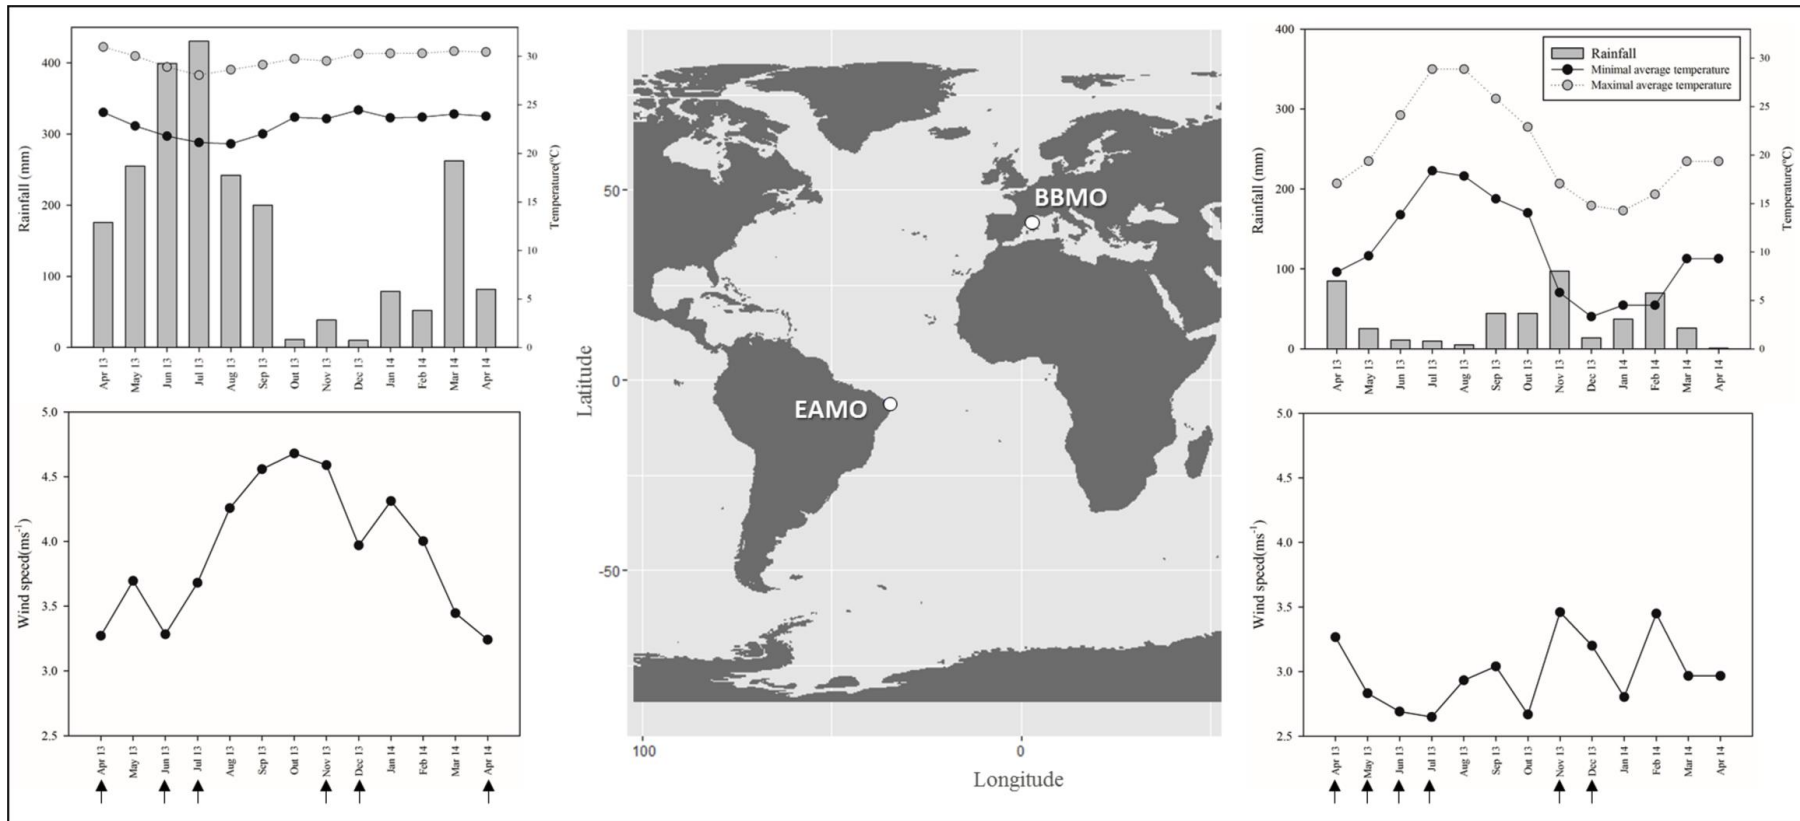 Rainfall (mm)
400
300
200
100
0
30
25
20
15
10
5
0
Temperature(°C)
Apr 13
May 13
Jun 13
Jul 13
Aug 13
Sep 13
Out 13
Nov 13
Dec 13
Jan 14
Feb 14
Mar 14
Apr 14
Wind speed(ms-1)
5.0
4.5
4.0
3.5
3.0
2.5
Apr 13
May 13
Jun 13
Jul 13
Aug 13
Sep 13
Out 13
Nov 13
Dec 13
Jan 14
Feb 14
Mar 14
Apr 14
Latitude
50
0
-50
BBMO
EAMO
100
0
Longitude
Rainfall
Minimal average temperature
Maximal average temperature
Rainfall (mm)
400
300
200
100
0
30
25
20
15
10
5
0
Temperature(°C)
Apr 13
May 13
Jun 13
Jul 13
Aug 13
Sep 13
Out 13
Nov 13
Dec 13
Jan 14
Feb 14
Mar 14
Apr 14
Wind speed(ms-1)
5.0
4.5
4.0
3.5
3.0
2.5
Apr 13
May 13
Jun 13
Jul 13
Aug 13
Sep 13
Out 13
Nov 13
Dec 13
Jan 14
Feb 14
Mar 14
Apr 14